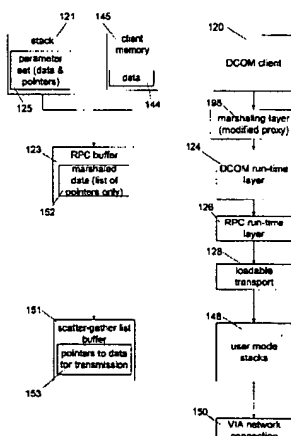 121
stack
parameter
set (data &
pointers)
125
145
client
memory
data
144
120
DCOM client
195
marshaling layer
(modified proxy)
123
RPC buffer
marshaled
data (list of
pointers only)
152
124
DCOM run-time
layer
126
RPC run-time
layer
128
loadable
transport
151
scatter-gather list
buffer
pointers to data
for transmission
153
148
user mode
stacks
150
VIA network
connection